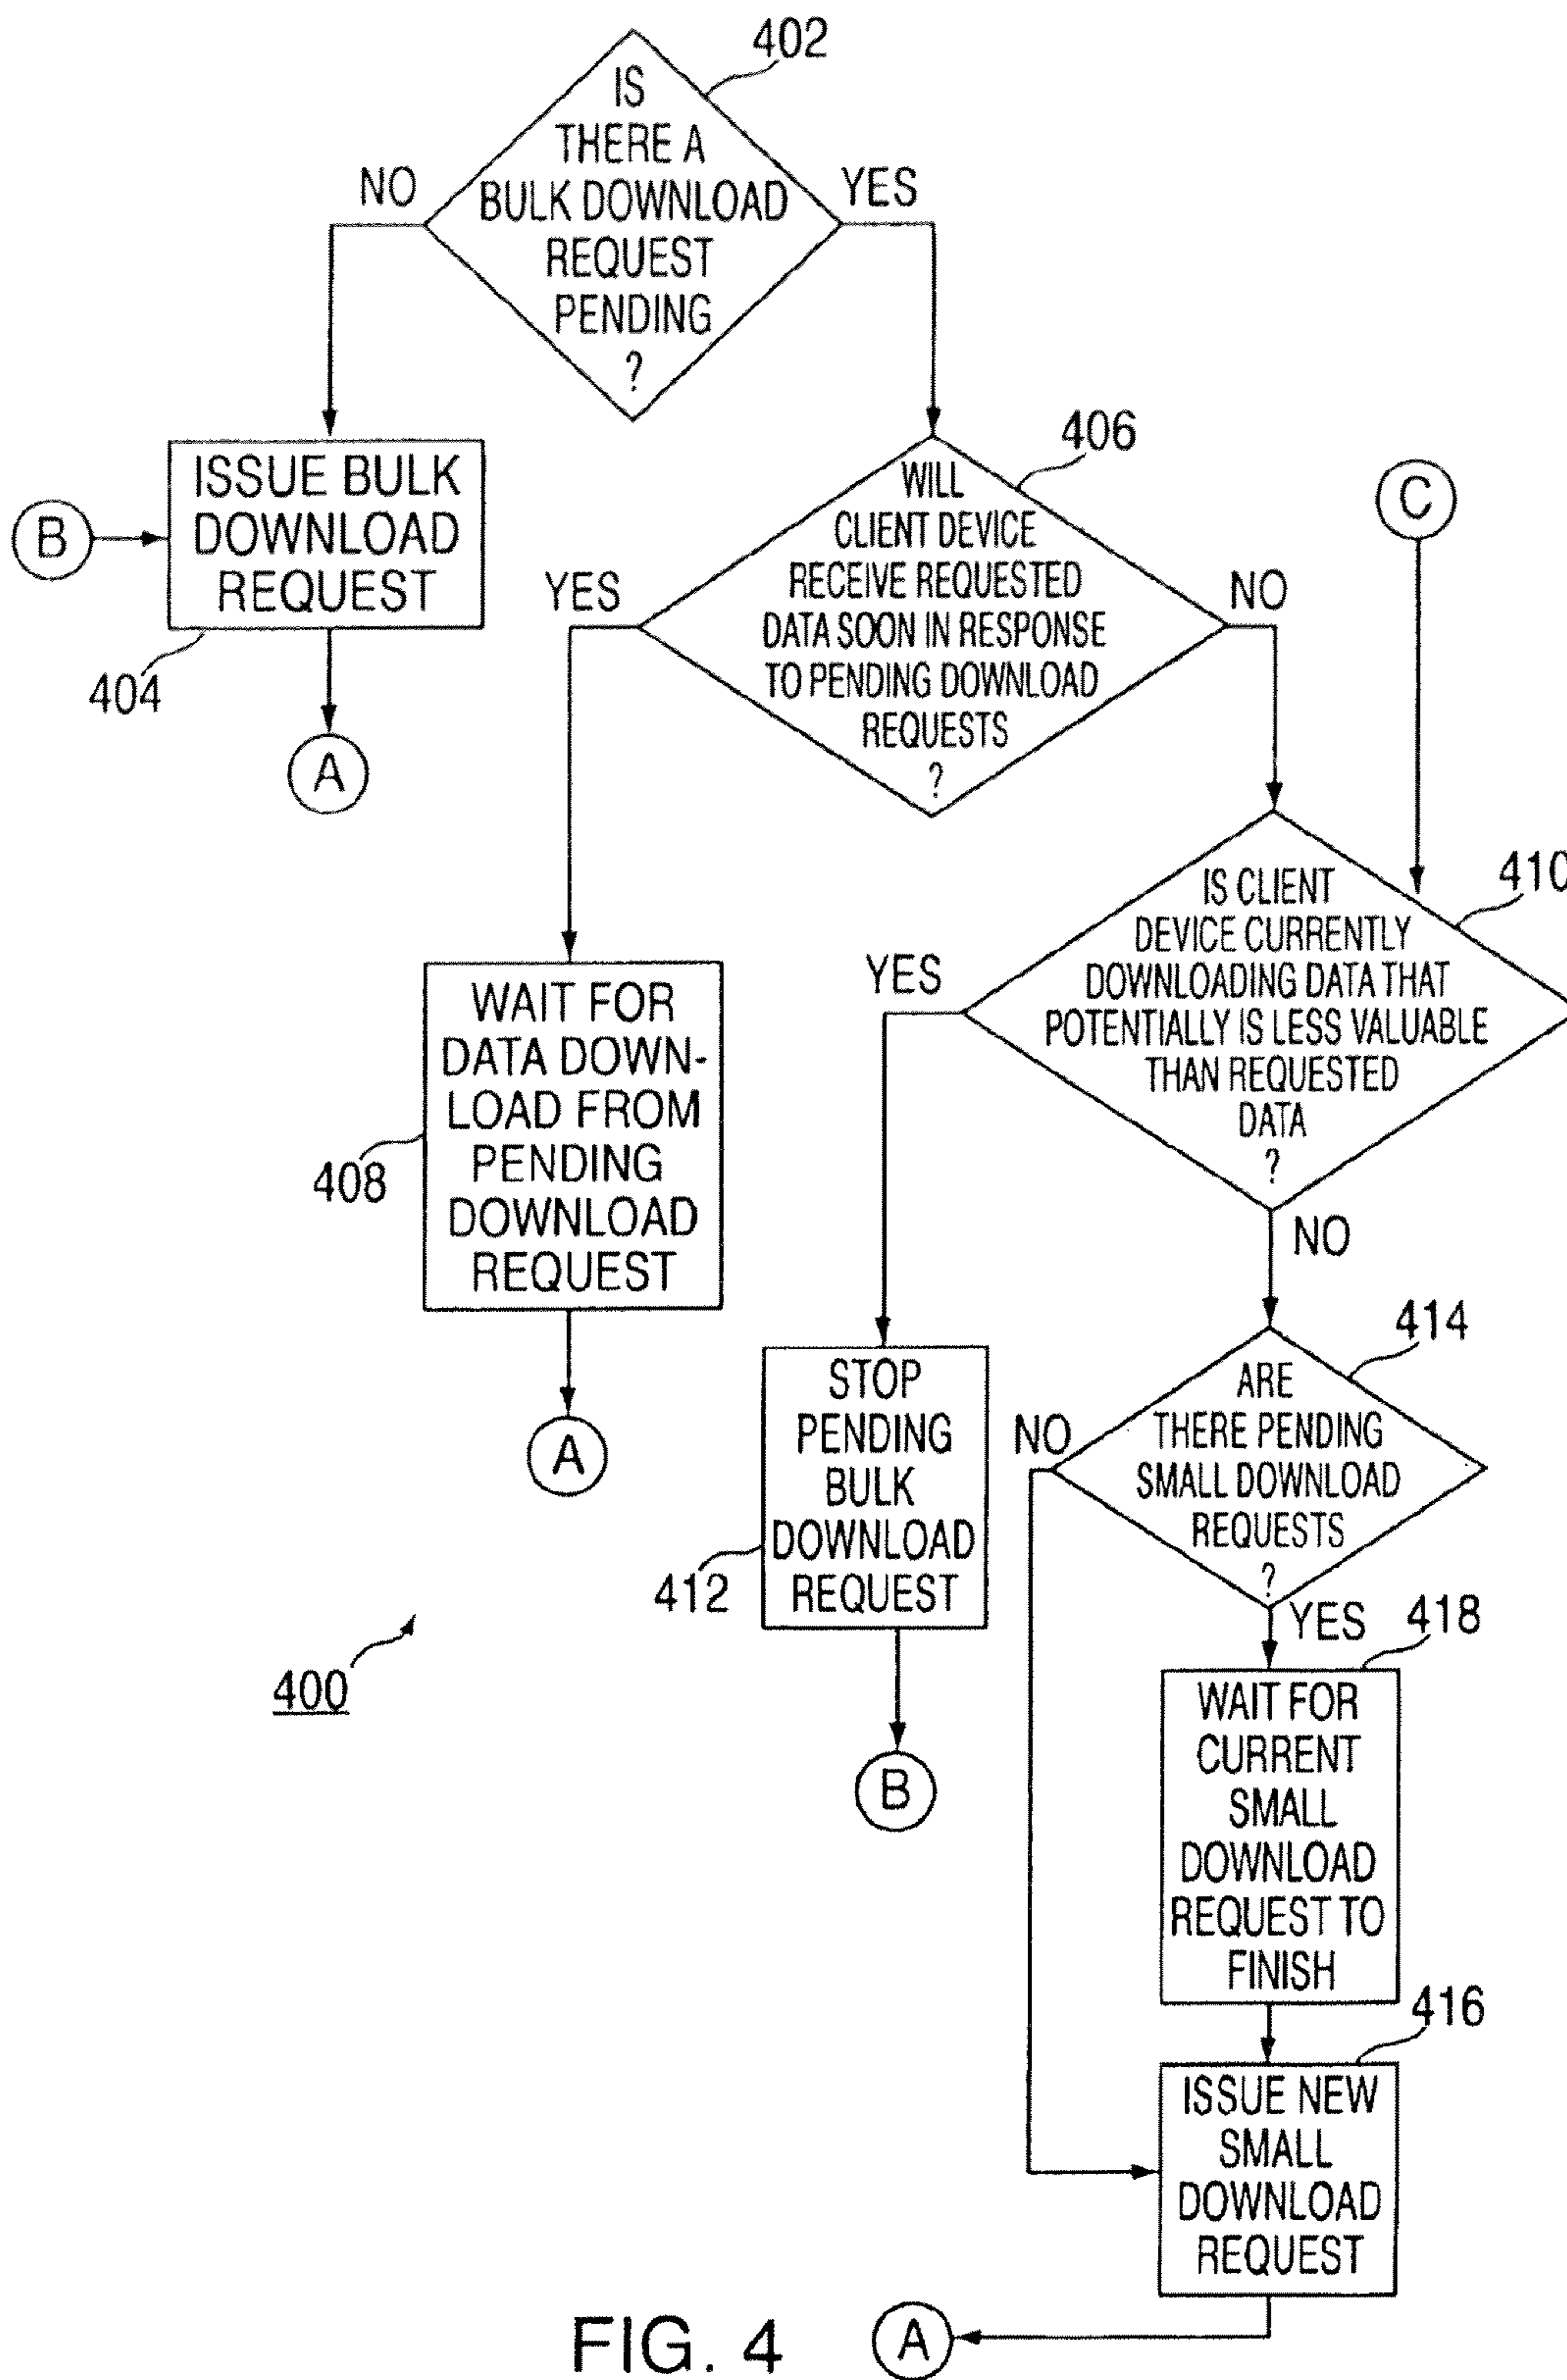 402
IS
THERE A
BULK DOWNLOAD
REQUEST
PENDING
?
NO
YES
B
ISSUE BULK
DOWNLOAD
REQUEST
404
A
406
WILL
CLIENT DEVICE
RECEIVE REQUESTED
DATA SOON IN RESPONSE
TO PENDING DOWNLOAD
REQUESTS
?
YES
NO
C
WAIT FOR
DATA DOWN-
LOAD FROM
PENDING
DOWNLOAD
REQUEST
408
A
410
IS CLIENT
DEVICE CURRENTLY
DOWNLOADING DATA THAT
POTENTIALLY IS LESS VALUABLE
THAN REQUESTED
DATA
?
YES
NO
STOP
PENDING
BULK
DOWNLOAD
REQUEST
412
B
414
ARE
THERE PENDING
SMALL DOWNLOAD
REQUESTS
?
NO
YES
418
WAIT FOR
CURRENT
SMALL
DOWNLOAD
REQUEST TO
FINISH
416
ISSUE NEW
SMALL
DOWNLOAD
REQUEST
A
400
FIG. 4